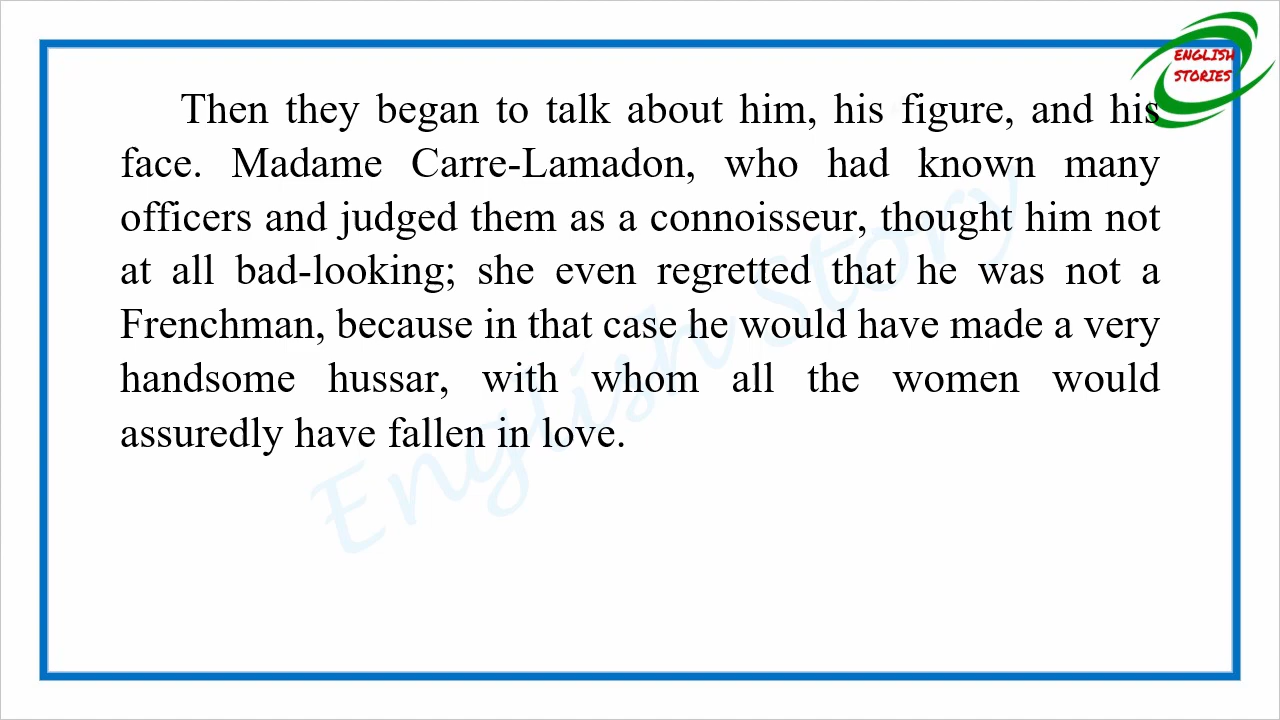 ENGLISH
STORIES
Then they began to talk about him, his figure, and his
face. Madame Carre-Lamadon, who had known many
officers and judged them as a connoisseur, thought him not
at all bad-looking; she even regretted that he was not a
Frenchman, because in that case he would have made a very
handsome hussar, with whom all the women would
assuredly have fallen in love.
English Story